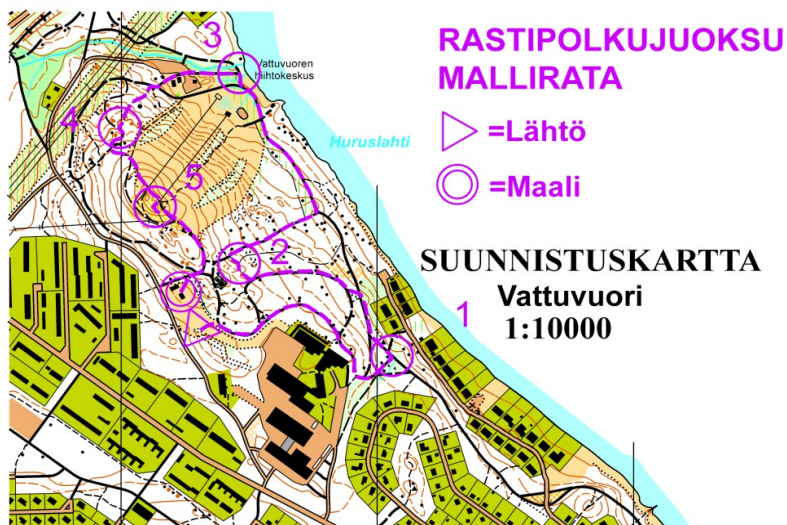 RASTIPOLKUJUOKSU
MALLIRATA
=Lähtö
=Maali
SUUNNISTUSKARTTA
Vattuvuori
1:10000
3
Vattuvuoren
hiihtokeskus
4
Huruslahti
5
2
1